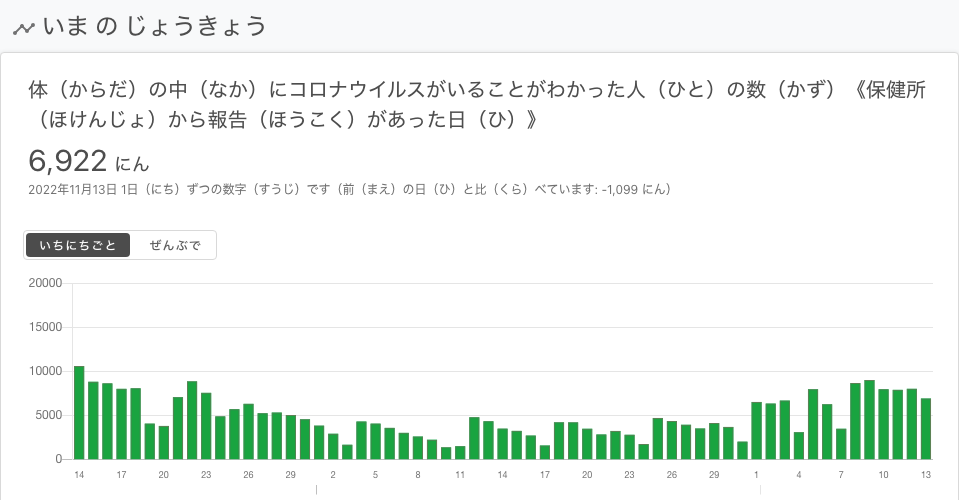 いま の じょうきょう
体（からだ）の中（なか）にコロナウイルスがいることがわかった人（ひと）の数（かず）《保健所
（ほけんじょ）から報告（ほうこく）があった日（ひ）》
6,922 にん
2022年11月13日 1日（にち）ずつの数字（すうじ）です（前（まえ）の日（ひ）と比（くら）べています: -1,099 にん）
いちにちごと ぜんぶで
20000
15000
10000
5000
0
14 17 20 23 26 29 2 5 8 11 14 17 20 23 26 29 1 4 7 10 13